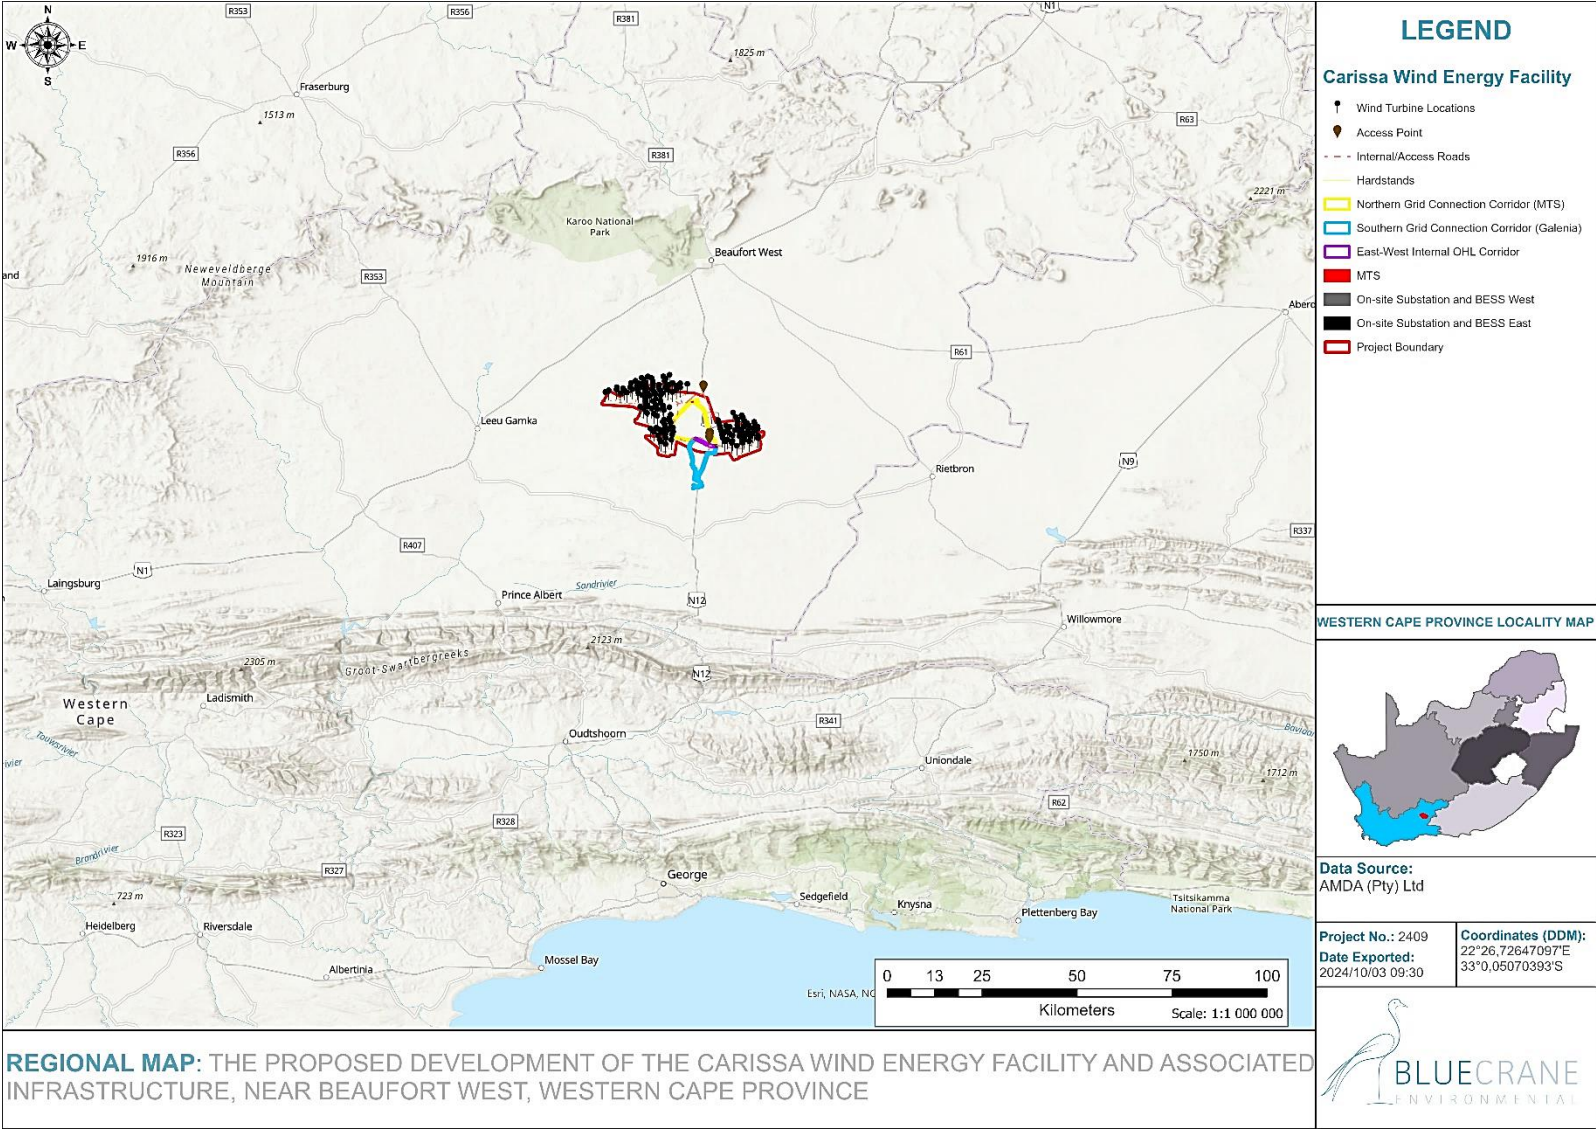 N
W
E
S
R353
R356
R381
N1
1825 m
Fraserburg
1513 m
R63
R356
R381
2221 m
Karoo National
Park
Beaufort West
1916 m
Neweveldberge
Mountain
and
R353
Aberd
R61
Leeu Gamka
Rietbron
N9
R337
R407
N1
Laingsburg
Sandrivier
Prince Albert
N12
Willowmore
2123 m
Groot-Swartbergreeks
2305 m
N12
Ladismith
Western
Cape
R341
Touwsrivier
Oudtshoorn
Baviaan
1750 m
Uniondale
1712 m
ivier
R62
R323
R328
Brandrivier
R327
George
723 m
Sedgefield
Knysna
Tsitsikamma
National Park
Plettenberg Bay
Heidelberg
Riversdale
Mossel Bay
Albertinia
Esri, NASA, NG
0 13 25 50 75 100
Kilometers
Scale: 1:1 000 000
REGIONAL MAP: THE PROPOSED DEVELOPMENT OF THE CARISSA WIND ENERGY FACILITY AND ASSOCIATED
INFRASTRUCTURE, NEAR BEAUFORT WEST, WESTERN CAPE PROVINCE
LEGEND
Carissa Wind Energy Facility
Wind Turbine Locations
Access Point
Internal/Access Roads
Hardstands
Northern Grid Connection Corridor (MTS)
Southern Grid Connection Corridor (Galenia)
East-West Internal OHL Corridor
MTS
On-site Substation and BESS West
On-site Substation and BESS East
Project Boundary
WESTERN CAPE PROVINCE LOCALITY MAP
Data Source:
AMDA (Pty) Ltd
Project No.: 2409
Date Exported:
2024/10/03 09:30
Coordinates (DDM):
22°26,72647097'E
33°0,05070393'S
BLUECRANE
ENVIRONMENTAL